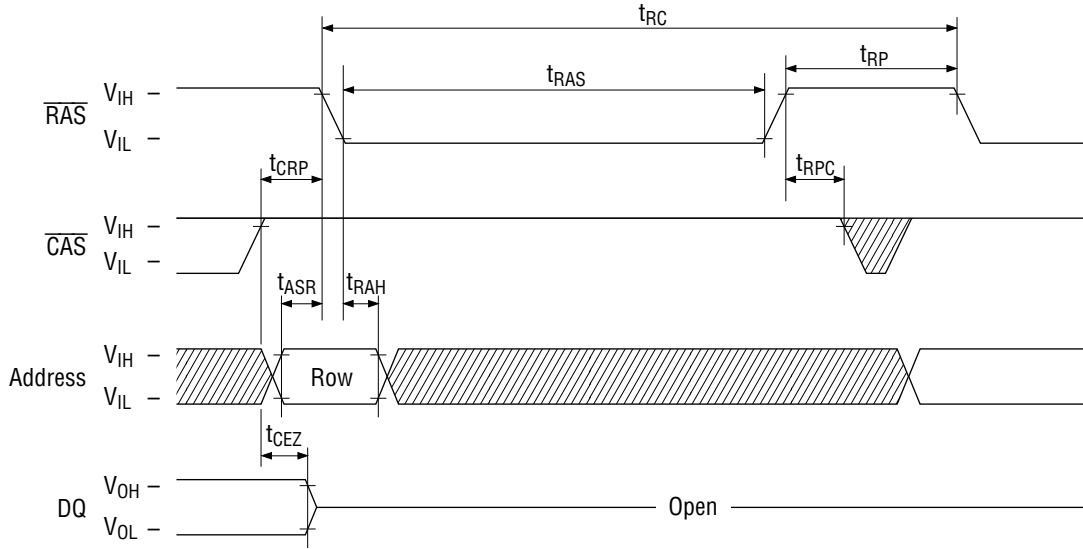 tRC
tRP
tRAS
RAS
VIH
VIL
tCRP
tRPC
CAS
VIH
VIL
tASR
tRAH
Address
VIH
VIL
Row
tCEZ
DQ
VOH
VOL
Open